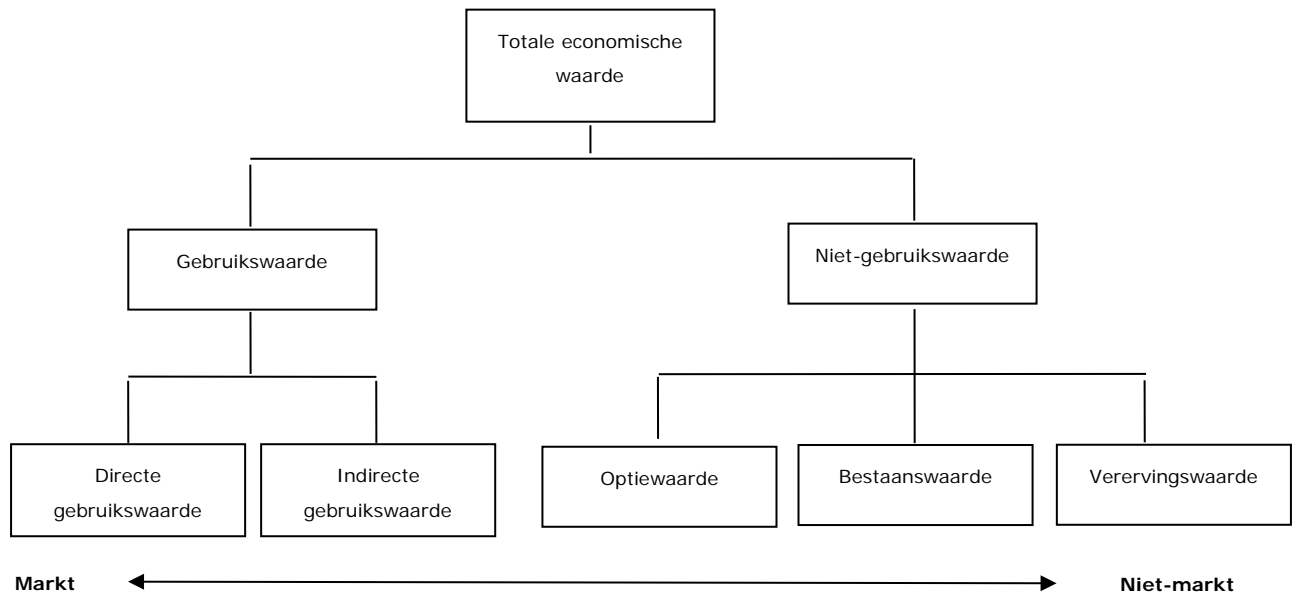 Totale economische
waarde
Gebruikswaarde
Niet-gebruikswaarde
Directe
gebruikswaarde
Indirecte
gebruikswaarde
Optiewaarde
Bestaanswaarde
Verervingswaarde
Markt
Niet-markt